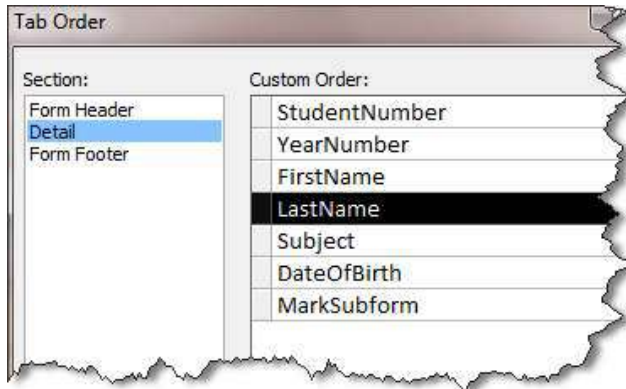 Tab Order
Section:
Form Header
Detail
Form Footer
Custom Order:
StudentNumber
YearNumber
FirstName
LastName
Subject
DateOfBirth
MarkSubform